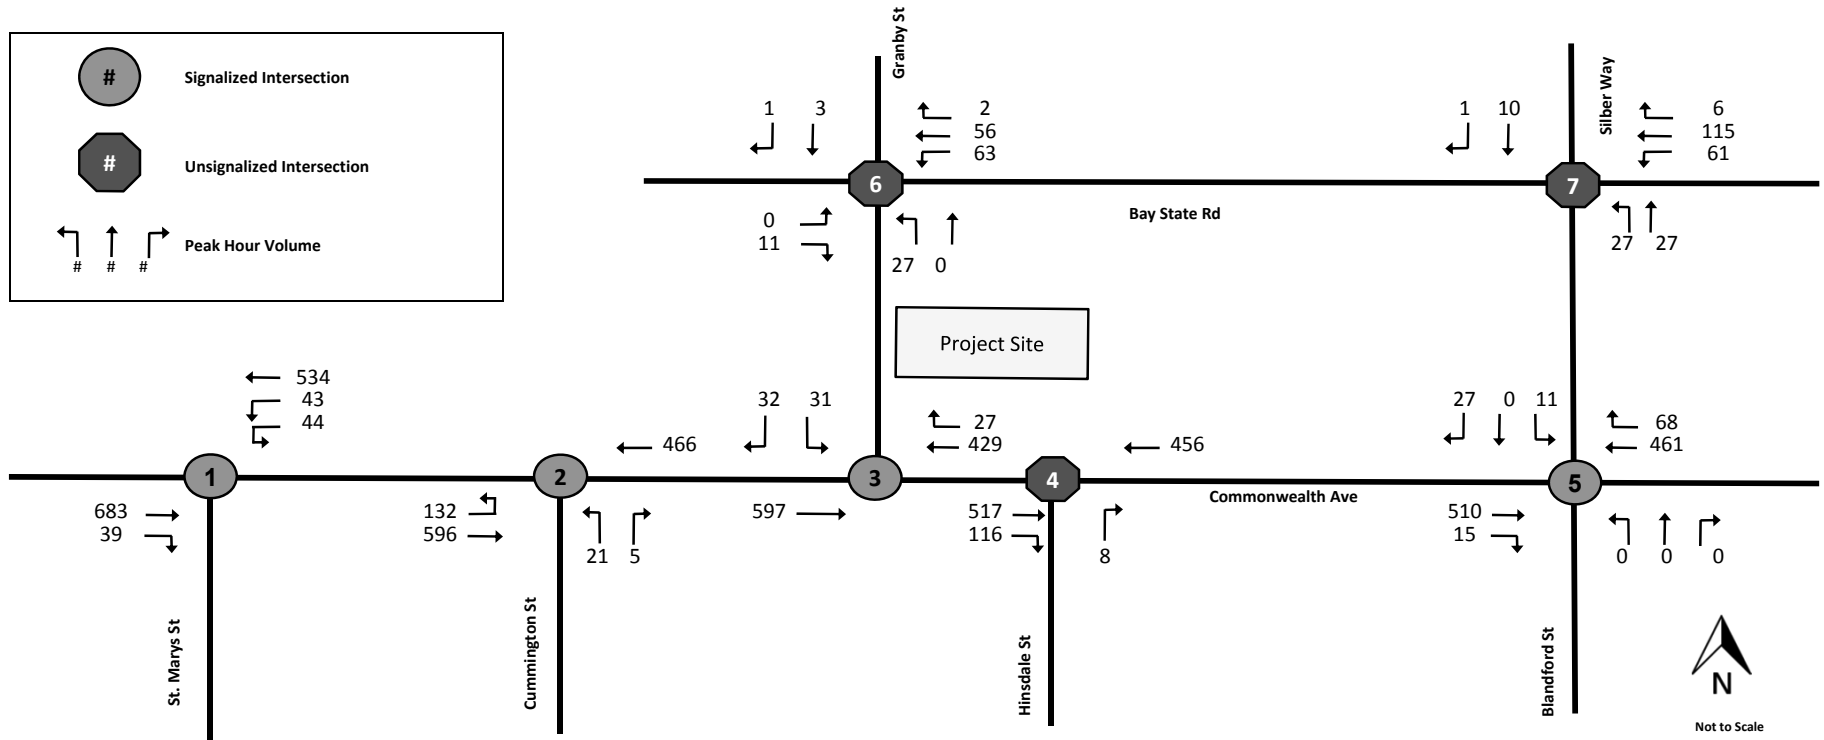 #
Signalized Intersection
#
Unsignalized Intersection
# # #
Peak Hour Volume
Granby St
Silber Way
1 3
2
56
63
6
0
11
27 0
Bay State Rd
1 10
6
115
61
7
27 27
Project Site
534
43
44
1
683
39
St. Marys St
466
2
132
596
21 5
Cummington St
32 31
27
429
3
597
456
4
517
116
8
Hinsdale St
Commonwealth Ave
27 0 11
68
461
5
510
15
0 0 0
Blandford St
N
Not to Scale